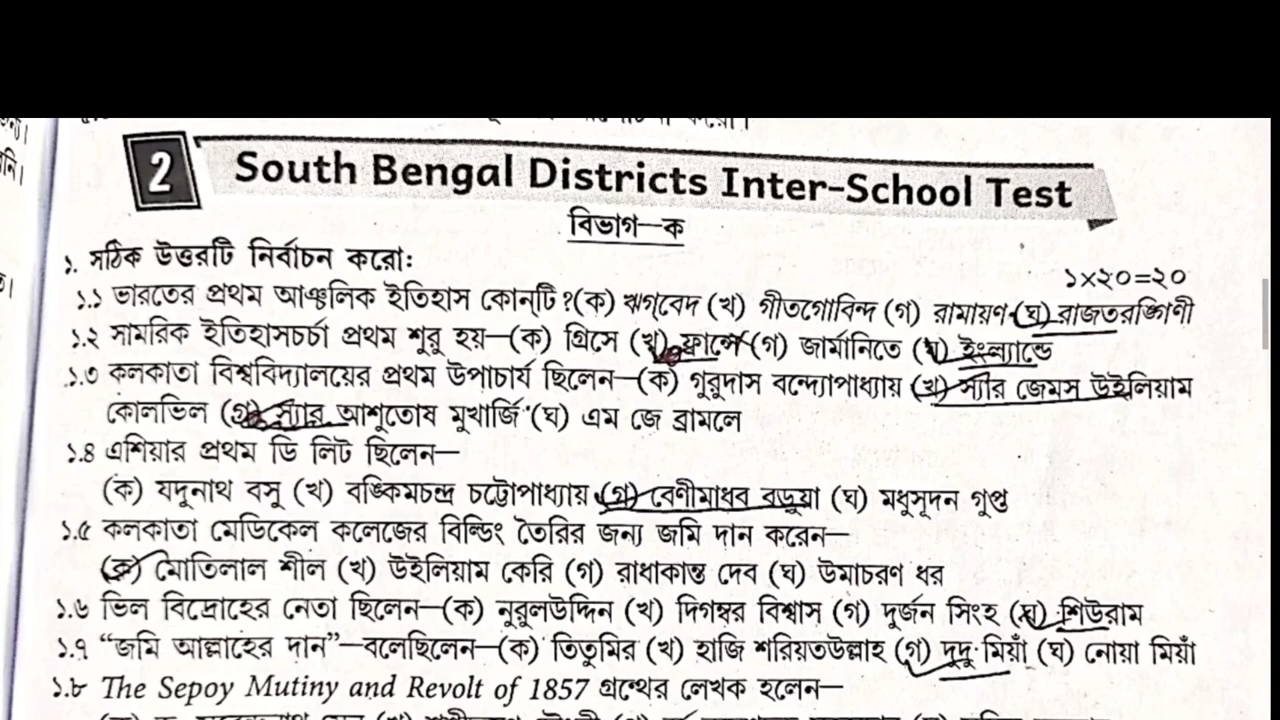 2
South Bengal Districts Inter-School Test
বিভাগ—ক
১. সঠিক উত্তরটি নির্বাচন করো:
১×২০=২০
১.১ ভারতের প্রথম আঞ্চলিক ইতিহাস কোন্‌টি ?(ক) ঋগ্‌বেদ (খ) গীতগোবিন্দ (গ) রামায়ণ (ঘ) রাজতরঙ্গিণী
১.২ সামরিক ইতিহাসচর্চা প্রথম শুরু হয়—(ক) গ্রিসে (খ) ফ্রান্সে (গ) জার্মানিতে (ঘ) ইংল্যান্ডে
১.৩ কলকাতা বিশ্ববিদ্যালয়ের প্রথম উপাচার্য ছিলেন—(ক) গুরুদাস বন্দ্যোপাধ্যায় (খ) স্যার জেমস উইলিয়াম
কোলভিল (গ) স্যার আশুতোষ মুখার্জি (ঘ) এম জে ব্রামলে
১.৪ এশিয়ার প্রথম ডি লিট ছিলেন—
(ক) যদুনাথ বসু (খ) বঙ্কিমচন্দ্র চট্টোপাধ্যায় (গ) বেণীমাধব বড়ুয়া (ঘ) মধুসূদন গুপ্ত
১.৫ কলকাতা মেডিকেল কলেজের বিল্ডিং তৈরির জন্য জমি দান করেন—
(ক) মোতিলাল শীল (খ) উইলিয়াম কেরি (গ) রাধাকান্ত দেব (ঘ) উমাচরণ ধর
১.৬ ভিল বিদ্রোহের নেতা ছিলেন—(ক) নুরুলউদ্দিন (খ) দিগম্বর বিশ্বাস (গ) দুর্জন সিংহ (ঘ) শিউরাম
১.৭ “জমি আল্লাহের দান”—বলেছিলেন—(ক) তিতুমির (খ) হাজি শরিয়তউল্লাহ (গ) দুদু মিয়াঁ (ঘ) নোয়া মিয়াঁ
১.৮ The Sepoy Mutiny and Revolt of 1857 গ্রন্থের লেখক হলেন—